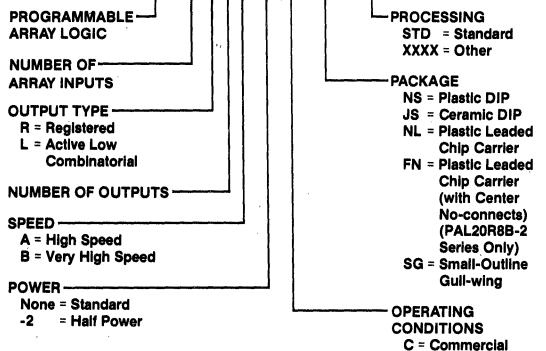 PROGRAMMABLE
ARRAY LOGIC
NUMBER OF
ARRAY INPUTS
OUTPUT TYPE
R = Registered
L = Active Low
Combinatorial
NUMBER OF OUTPUTS
SPEED
A = High Speed
B = Very High Speed
POWER
None = Standard
-2 = Half Power
PROCESSING
STD = Standard
XXXX = Other
PACKAGE
NS = Plastic DIP
JS = Ceramic DIP
NL = Plastic Leaded
Chip Carrier
FN = Plastic Leaded
Chip Carrier
(with Center
No-connects)
(PAL20R8B-2
Series Only)
SG = Small-Outline
Gull-wing
OPERATING
CONDITIONS
C = Commercial